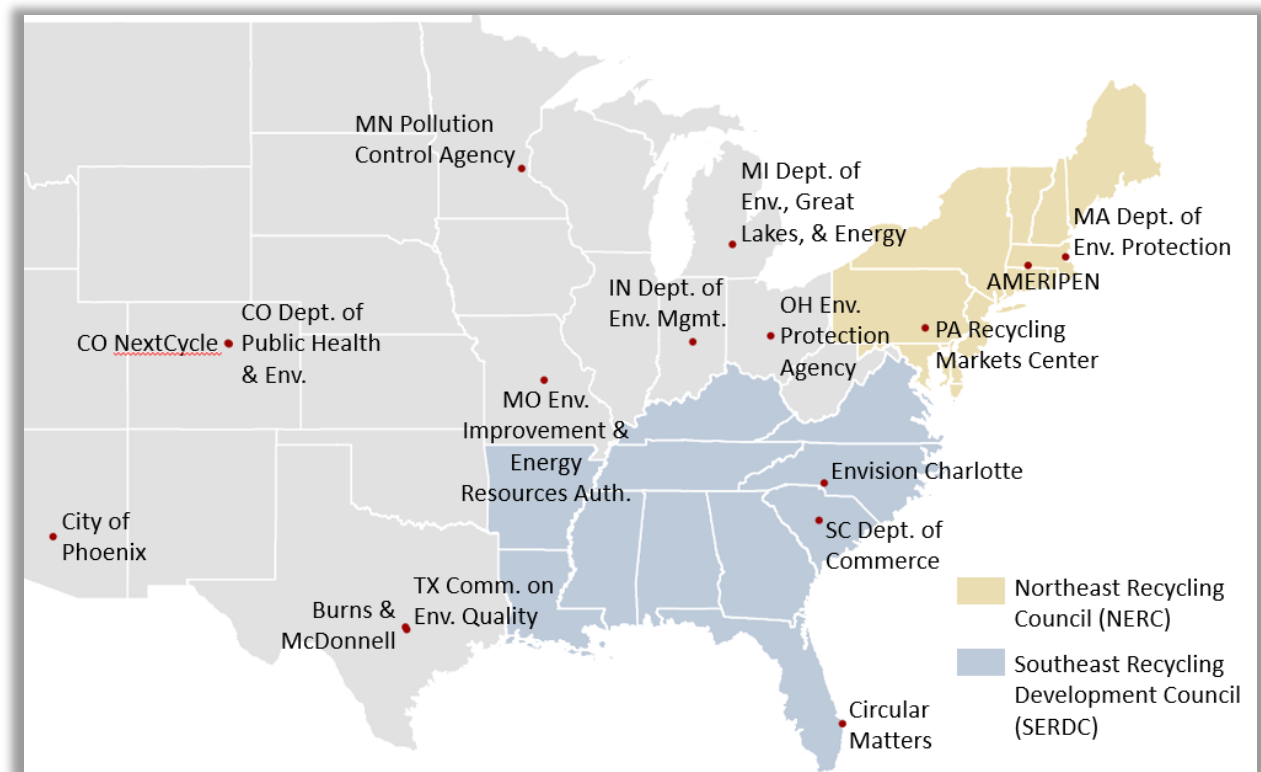 MN Pollution
Control Agency
MI Dept. of
Env., Great
Lakes, & Energy
MA Dept. of
Env. Protection
AMERIPEN
IN Dept. of
Env. Mgmt.
OH Env.
Protection
Agency
PA Recycling
Markets Center
CO NextCycle
CO Dept. of
Public Health
& Env.
MO Env.
Improvement &
Energy
Resources Auth.
Envision Charlotte
SC Dept. of
Commerce
City of
Phoenix
TX Comm. on
Env. Quality
Burns &
McDonnell
Circular
Matters
Northeast Recycling
Council (NERC)
Southeast Recycling
Development Council
(SERDC)